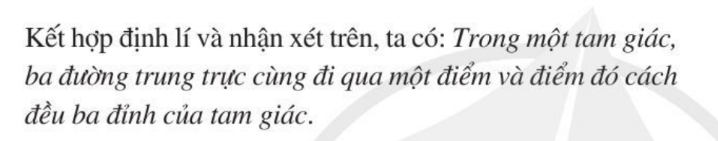 Kết hợp định lí và nhận xét trên, ta có: Trong một tam giác,
ba đường trung trực cùng đi qua một điểm và điểm đó cách
đều ba đỉnh của tam giác.